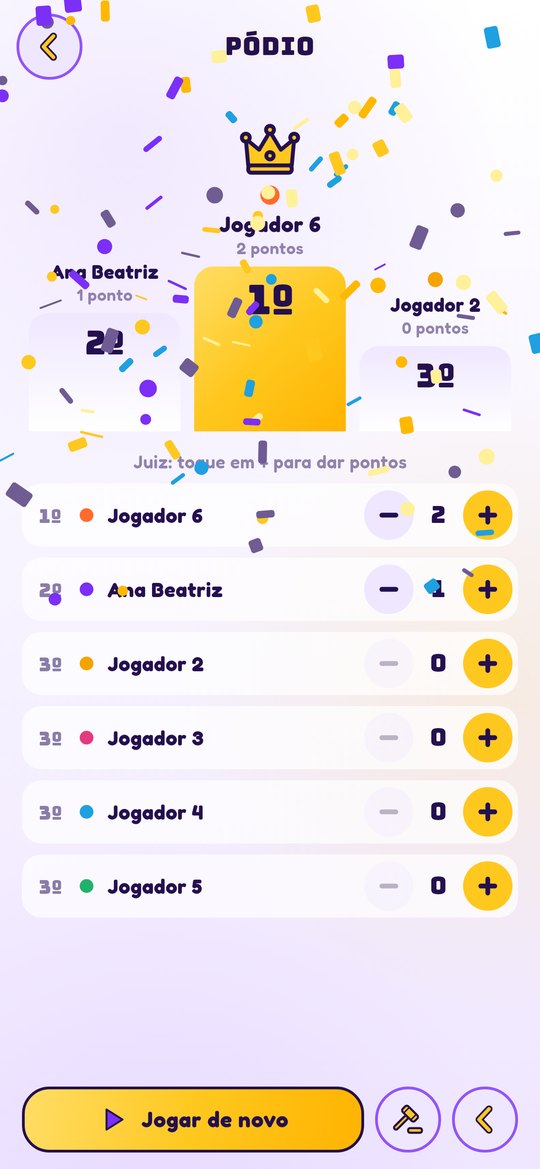 PÓDIO
Jogador 6
2 pontos
Ana Beatriz
1 ponto
Jogador 2
0 pontos
1º
2º
3º
Juiz: toque em + para dar pontos
1º Jogador 6 − 2 +
2º Ana Beatriz − 1 +
3º Jogador 2 − 0 +
3º Jogador 3 − 0 +
3º Jogador 4 − 0 +
3º Jogador 5 − 0 +
Jogar de novo